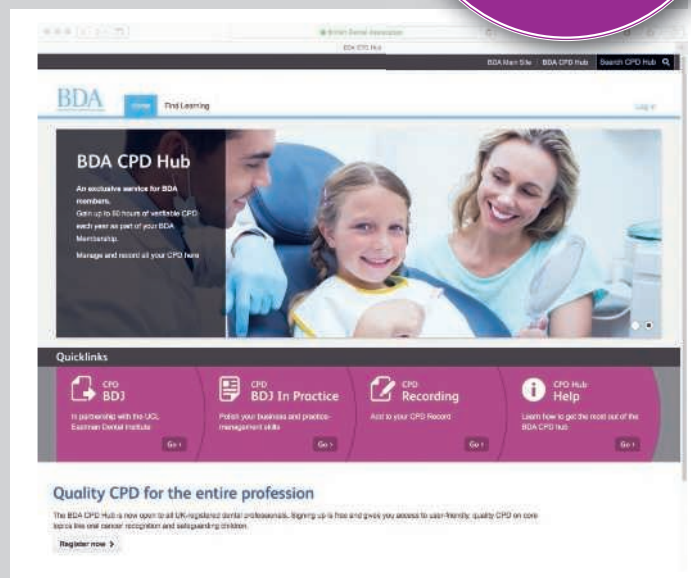 British Dental Association
BDA CPD Hub
BDA Main Site BDA CPD Hub Search CPD Hub
BDA Home Find Learning Log in
BDA CPD Hub
An exclusive service for BDA
members.
Gain up to 60 hours of verifiable CPD
each year as part of your BDA
Membership.
Manage and record all your CPD here
Quicklinks
CPD
BDJ
In partnership with the UCL
Eastman Dental Institute
Go ›
CPD
BDJ In Practice
Polish your business and practice-
management skills
Go ›
CPD
Recording
Add to your CPD Record
Go ›
CPD Hub
Help
Learn how to get the most out of the
BDA CPD hub
Go ›
Quality CPD for the entire profession
The BDA CPD Hub is now open to all UK-registered dental professionals. Signing up is free and gives you access to user-friendly, quality CPD on core
topics like oral cancer recognition and safeguarding children.
Register now ›